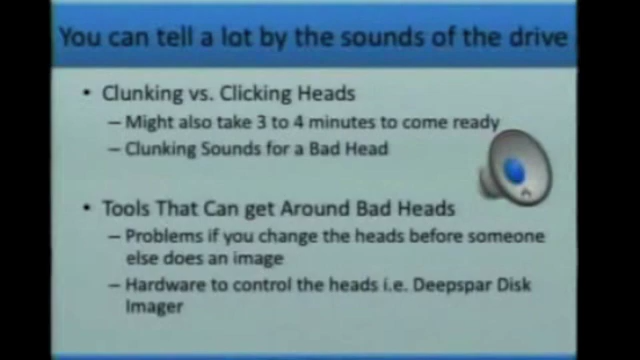 You can tell a lot by the sounds of the drive
• Clunking vs. Clicking Heads
– Might also take 3 to 4 minutes to come ready
– Clunking Sounds for a Bad Head
• Tools That Can get Around Bad Heads
– Problems if you change the heads before someone
else does an image
– Hardware to control the heads i.e. Deepspar Disk
Imager